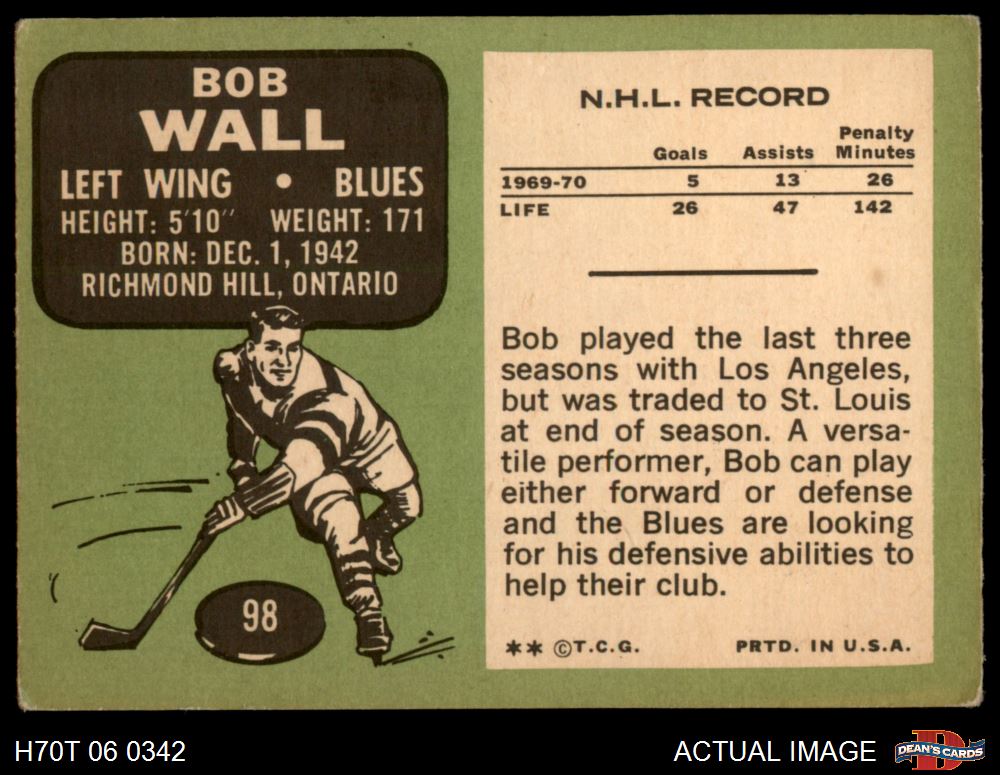 BOB
WALL
LEFT WING • BLUES
HEIGHT: 5'10" WEIGHT: 171
BORN: DEC. 1, 1942
RICHMOND HILL, ONTARIO
98
N.H.L. RECORD
Goals Assists Penalty Minutes
1969-70 5 13 26
LIFE 26 47 142
Bob played the last three
seasons with Los Angeles,
but was traded to St. Louis
at end of season. A versa-
tile performer, Bob can play
either forward or defense
and the Blues are looking
for his defensive abilities to
help their club.
** ©T.C.G. PRTD. IN U.S.A.
H70T 06 0342 ACTUAL IMAGE DEAN'S CARDS